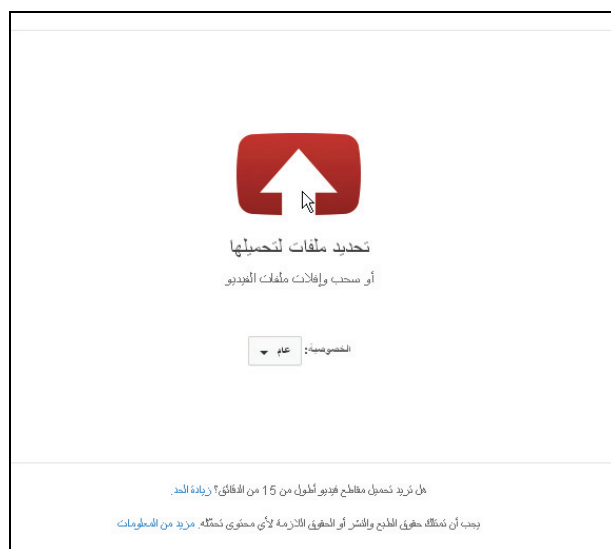 تحديد ملفات لتحميلها
أو سحب وإفلات ملفات الفيديو
الخصوصية: عام
هل تريد تحميل مقاطع فيديو أطول من 15 من الدقائق؟ زيادة الحد.
يجب أن تمتلك حقوق الطبع والنشر أو الحقوق اللازمة لأي محتوى تحمّله. مزيد من المعلومات